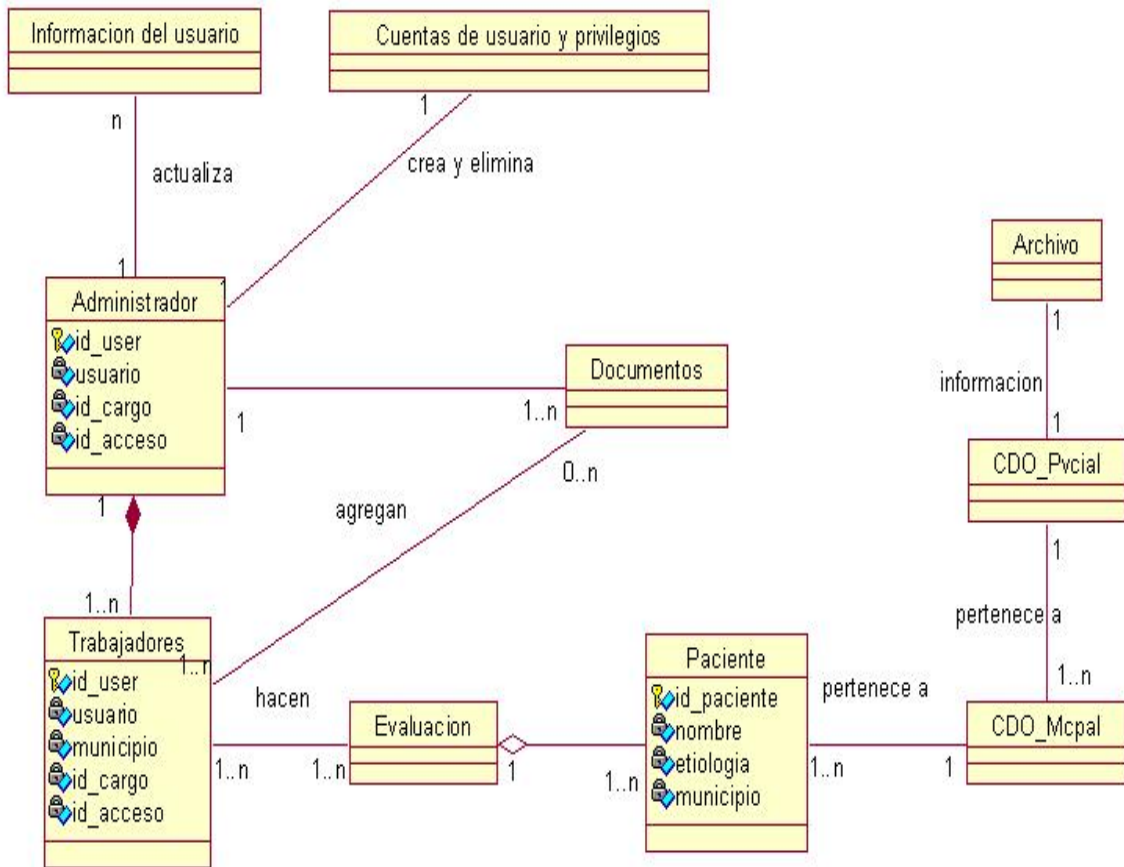 Informacion del usuario
Cuentas de usuario y privilegios
n
1
actualiza
crea y elimina
1
1
Administrador
id_user
usuario
id_cargo
id_acceso
1
1
1..n
Documentos
0..n
agregan
Archivo
1
informacion
1
CDO_Pvcial
1
pertenece a
1..n
CDO_Mcpal
1..n
Trabajadores
1..n
id_user
usuario
municipio
id_cargo
id_acceso
hacen
1..n
1..n
Evaluacion
1
1..n
Paciente
id_paciente
nombre
etiologia
municipio
pertenece a
1..n
1